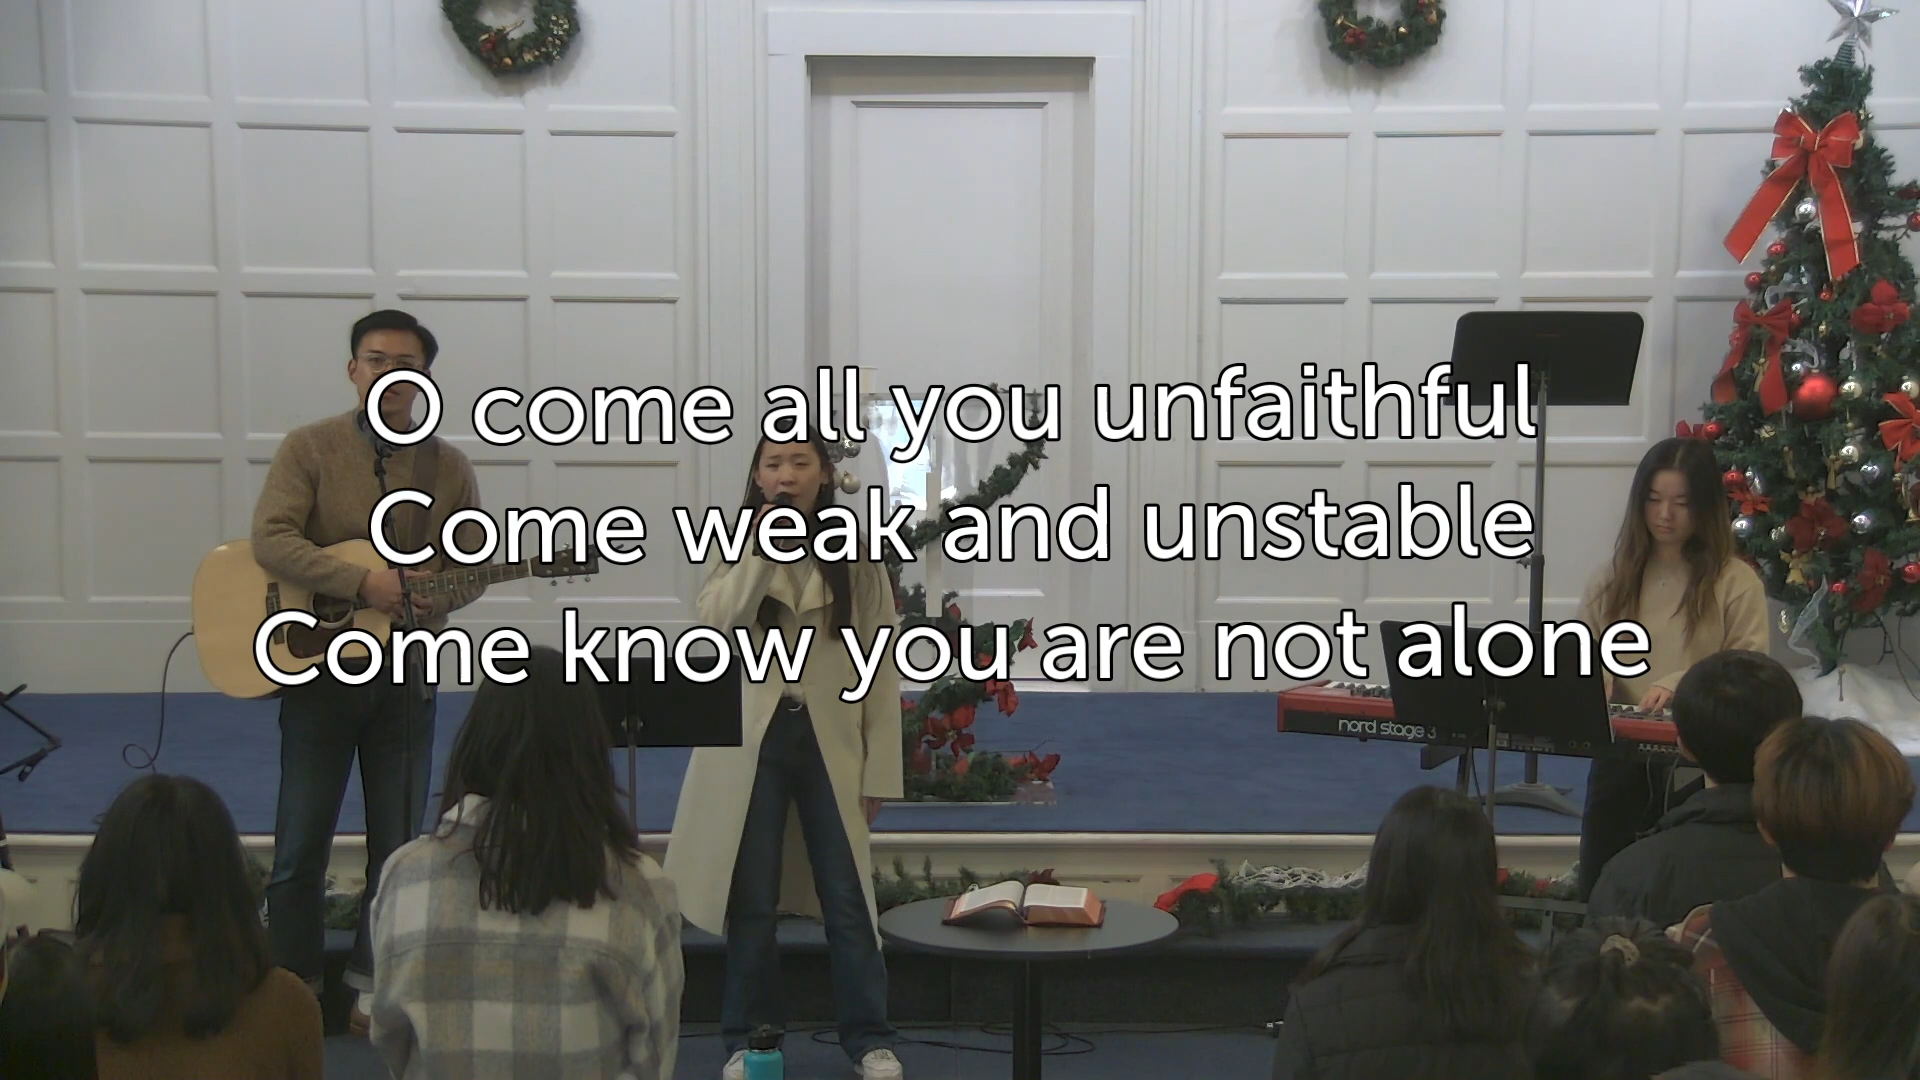 O come all you unfaithful
Come weak and unstable
Come know you are not alone
nord stage 3